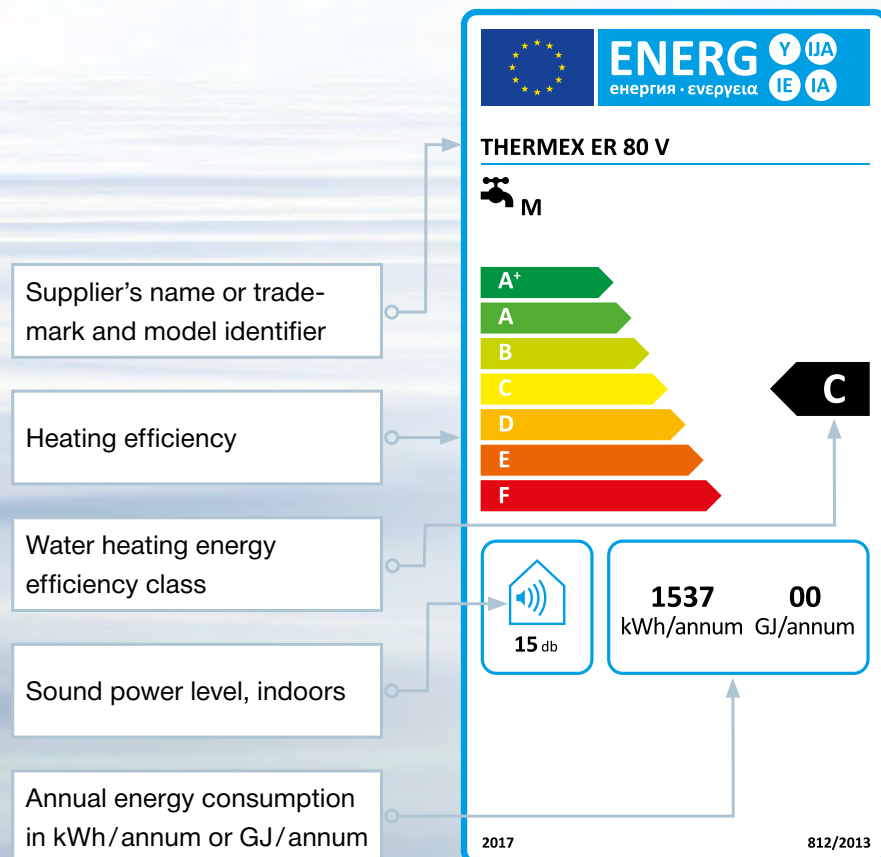 ENERG Y IJA
енергия · ενεργεια IE IA
THERMEX ER 80 V
M
Supplier's name or trade-
mark and model identifier
Heating efficiency
Water heating energy
efficiency class
Sound power level, indoors
Annual energy consumption
in kWh/annum or GJ/annum
A+
A
B
C
D
E
F
C
15 db
1537 00
kWh/annum GJ/annum
2017 812/2013